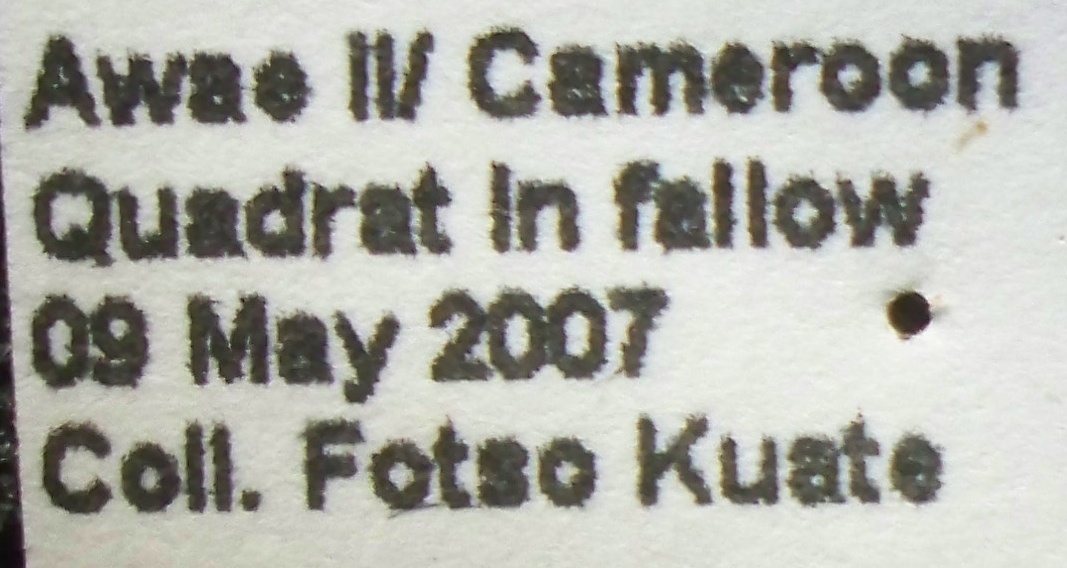 Awae II/ Cameroon
Quadrat in fallow
09 May 2007
Coll. Fotso Kuate